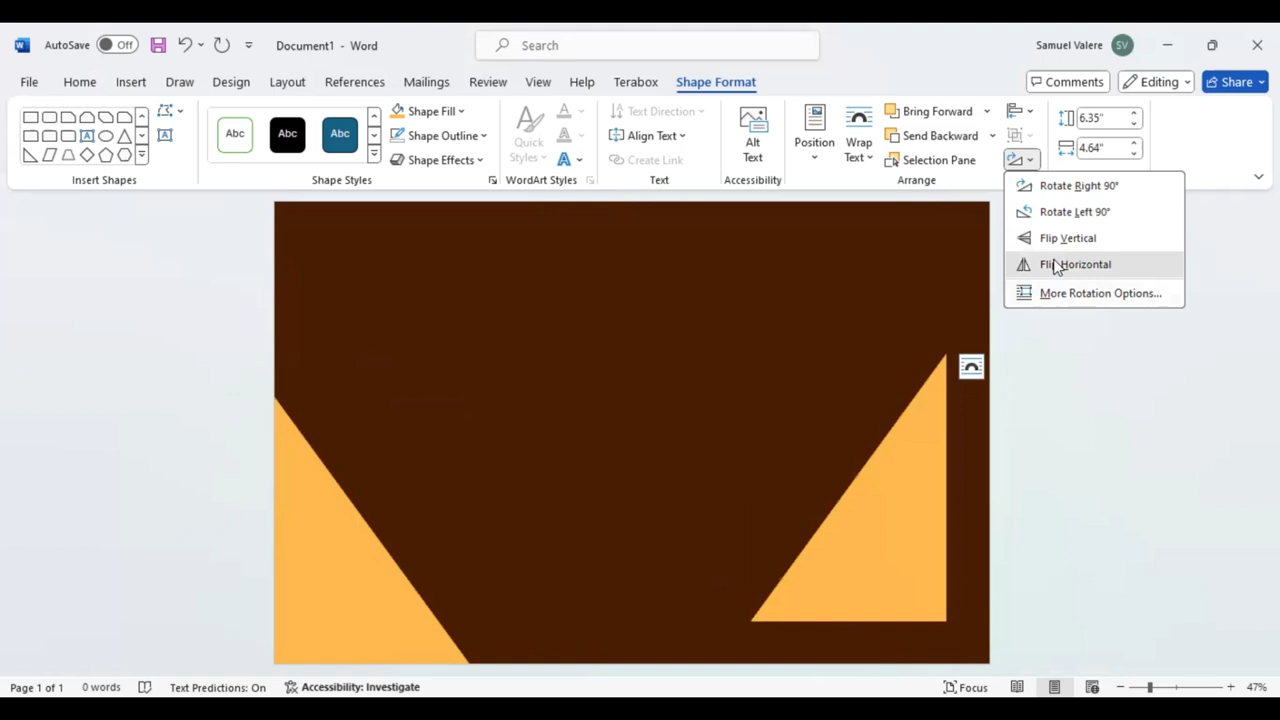 AutoSave Off Document1 - Word Search Samuel Valere SV
File Home Insert Draw Design Layout References Mailings Review View Help Terabox Shape Format Comments Editing Share
Abc Abc Abc
Shape Fill
Shape Outline
Shape Effects
Quick
Styles
Text Direction
Align Text
Create Link
Alt
Text
Position
Wrap
Text
Bring Forward
Send Backward
Selection Pane
6.35"
4.64"
Insert Shapes Shape Styles WordArt Styles Text Accessibility Arrange
Rotate Right 90°
Rotate Left 90°
Flip Vertical
Flip Horizontal
More Rotation Options...
Page 1 of 1 0 words Text Predictions: On Accessibility: Investigate Focus 47%